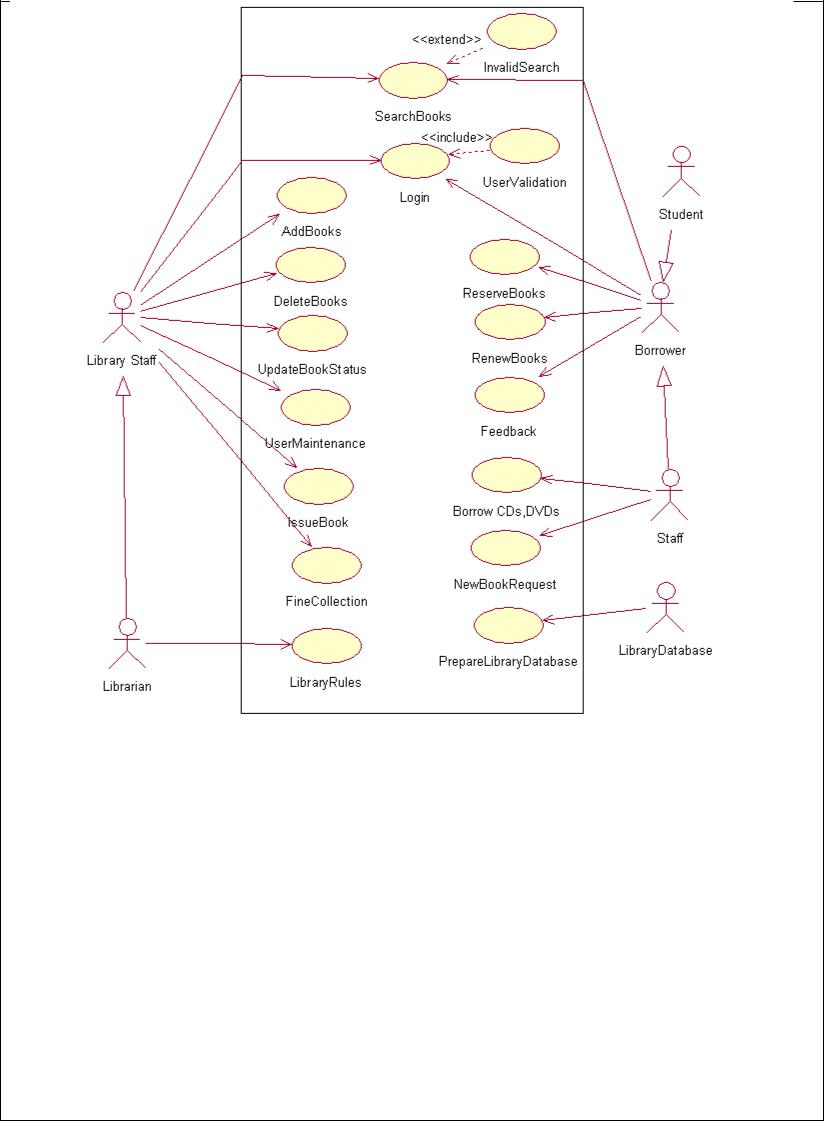 <<extend>>
InvalidSearch
SearchBooks
<<include>>
UserValidation
Login
Student
AddBooks
ReserveBooks
DeleteBooks
RenewBooks
Borrower
Library Staff
UpdateBookStatus
Feedback
UserMaintenance
Borrow CDs,DVDs
IssueBook
Staff
NewBookRequest
FineCollection
LibraryDatabase
PrepareLibraryDatabase
LibraryRules
Librarian